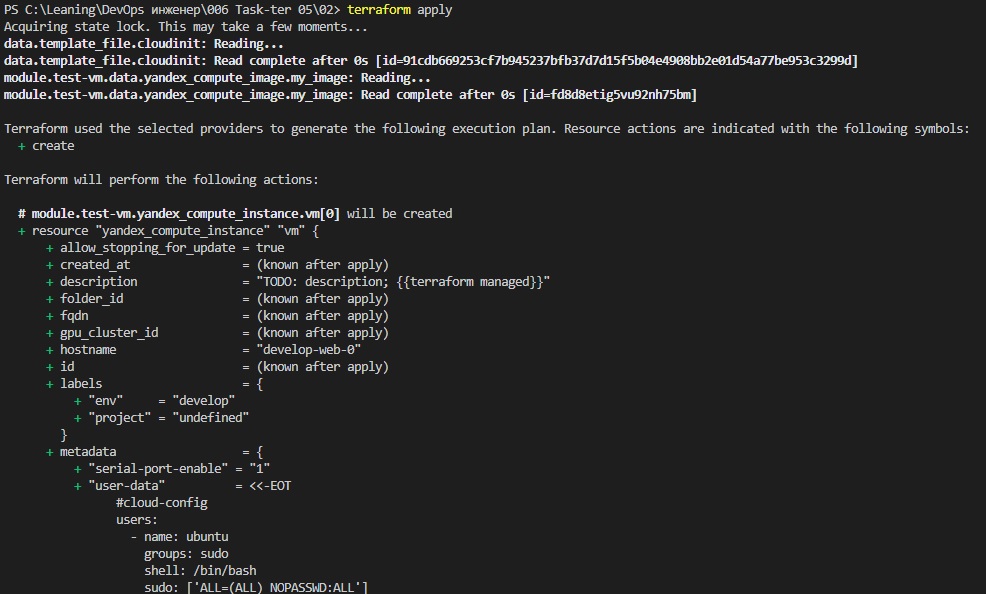 PS C:\Leaning\DevOps инженер\006 Task-ter 05\02> terraform apply
Acquiring state lock. This may take a few moments...
data.template_file.cloudinit: Reading...
data.template_file.cloudinit: Read complete after 0s [id=91cdb669253cf7b945237bfb37d7d15f5b04e4908bb2e01d54a77be953c3299d]
module.test-vm.data.yandex_compute_image.my_image: Reading...
module.test-vm.data.yandex_compute_image.my_image: Read complete after 0s [id=fd8d8etig5vu92nh75bm]
Terraform used the selected providers to generate the following execution plan. Resource actions are indicated with the following symbols:
  + create
Terraform will perform the following actions:
  # module.test-vm.yandex_compute_instance.vm[0] will be created
  + resource "yandex_compute_instance" "vm" {
      + allow_stopping_for_update = true
      + created_at                = (known after apply)
      + description               = "TODO: description; {{terraform managed}}"
      + folder_id                 = (known after apply)
      + fqdn                      = (known after apply)
      + gpu_cluster_id            = (known after apply)
      + hostname                  = "develop-web-0"
      + id                        = (known after apply)
      + labels                    = {
          + "env"     = "develop"
          + "project" = "undefined"
        }
      + metadata                  = {
          + "serial-port-enable" = "1"
          + "user-data"          = <<-EOT
                #cloud-config
                users:
                  - name: ubuntu
                    groups: sudo
                    shell: /bin/bash
                    sudo: ['ALL=(ALL) NOPASSWD:ALL']